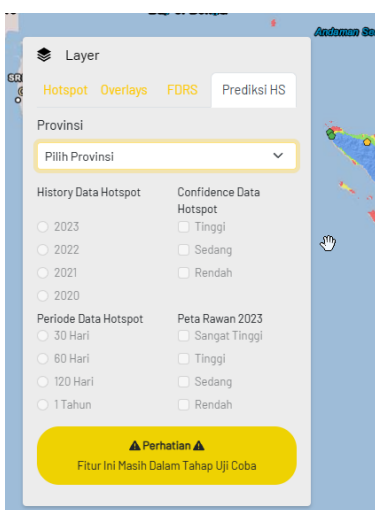 Andaman Se
Layer
Hotspot Overlays FDRS Prediksi HS
Provinsi
Pilih Provinsi
History Data Hotspot
2023
2022
2021
2020
Confidence Data
Hotspot
Tinggi
Sedang
Rendah
Periode Data Hotspot
30 Hari
60 Hari
120 Hari
1 Tahun
Peta Rawan 2023
Sangat Tinggi
Tinggi
Sedang
Rendah
Perhatian
Fitur Ini Masih Dalam Tahap Uji Coba